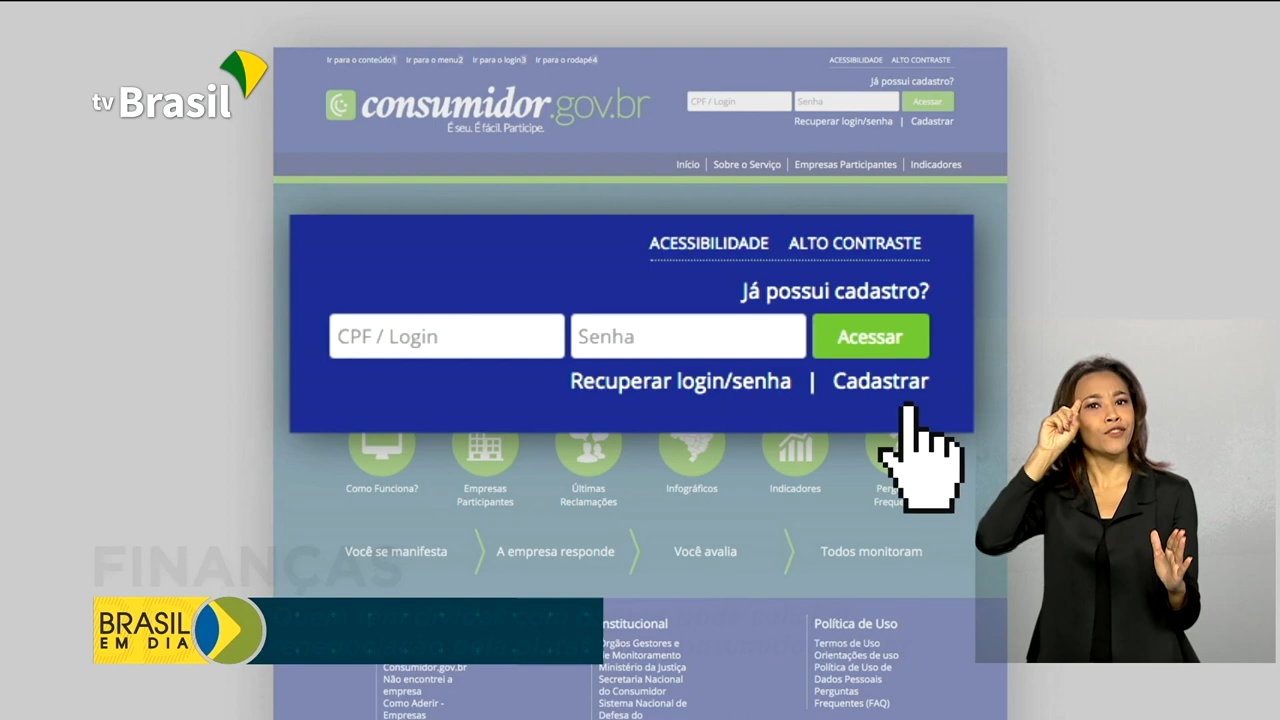 tv Brasil
Ir para o conteúdo1 Ir para o menu2 Ir para o login3 Ir para o rodapé4
ACESSIBILIDADE ALTO CONTRASTE
Já possui cadastro?
consumidor.gov.br
CPF / Login Senha Acessar
É seu. É fácil. Participe.
Recuperar login/senha | Cadastrar
Início Sobre o Serviço Empresas Participantes Indicadores
ACESSIBILIDADE ALTO CONTRASTE
Já possui cadastro?
CPF / Login Senha Acessar
Recuperar login/senha | Cadastrar
Como Funciona?
Empresas
Participantes
Últimas
Reclamações
Infográficos
Indicadores
Você se manifesta A empresa responde Você avalia Todos monitoram
FINANÇAS
BRASIL
EM DIA
Consumidor.gov.br
Não encontrei a
empresa
Como Aderir -
Empresas
Ministério da Justiça
Secretaria Nacional
do Consumidor
Sistema Nacional de
Defesa do
Política de Uso
Termos de Uso
Orientações de uso
Política de Uso de
Dados Pessoais
Perguntas
Frequentes (FAQ)